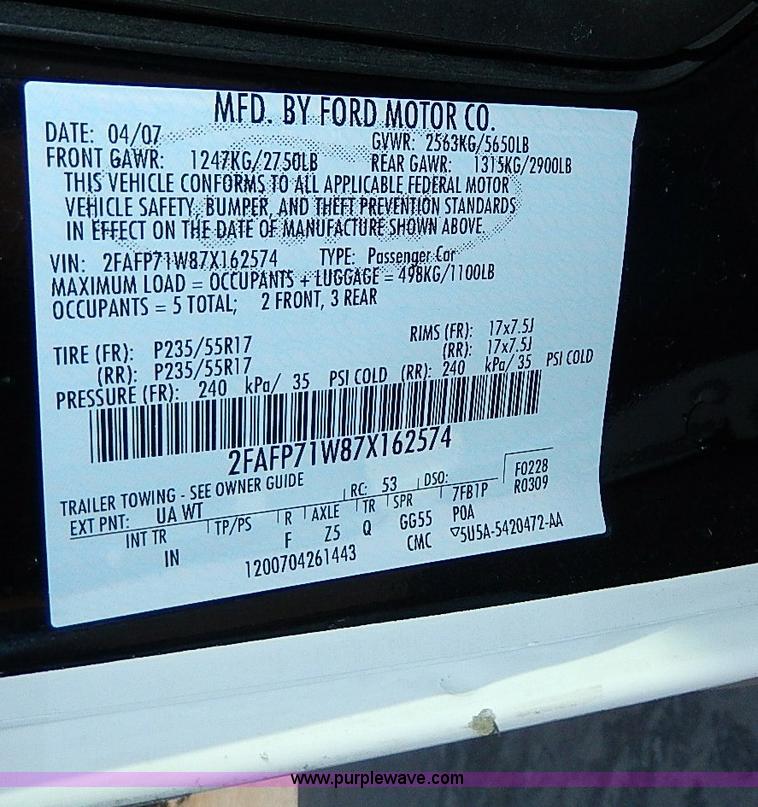 MFD. BY FORD MOTOR CO.
DATE: 04/07 GVWR: 2563KG/5650LB
FRONT GAWR: 1247KG/2750LB REAR GAWR: 1315KG/2900LB
THIS VEHICLE CONFORMS TO ALL APPLICABLE FEDERAL MOTOR
VEHICLE SAFETY, BUMPER, AND THEFT PREVENTION STANDARDS
IN EFFECT ON THE DATE OF MANUFACTURE SHOWN ABOVE.
VIN: 2FAFP71W87X162574 TYPE: Passenger Car
MAXIMUM LOAD = OCCUPANTS + LUGGAGE = 498KG/1100LB
OCCUPANTS = 5 TOTAL; 2 FRONT, 3 REAR
TIRE (FR): P235/55R17 RIMS (FR): 17x7.5J
(RR): P235/55R17 (RR): 17x7.5J
PRESSURE (FR): 240 kPa/ 35 PSI COLD (RR): 240 kPa/ 35 PSI COLD
2FAFP71W87X162574
TRAILER TOWING - SEE OWNER GUIDE F0228
EXT PNT: UA WT RC: 53 DSO: 7FB1P R0309
INT TR TP/PS R AXLE TR SPR POA
IN F Z5 Q GG55 ▽5U5A-5420472-AA
1200704261443 CMC
www.purplewave.com